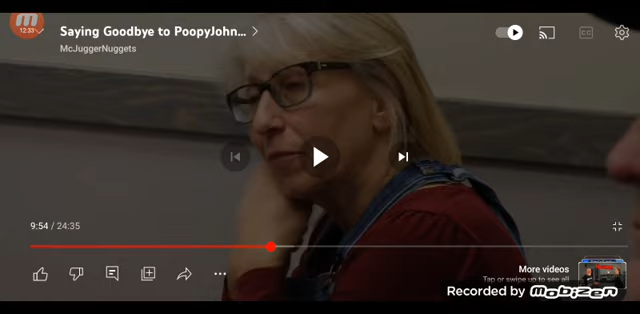 12:33
Saying Goodbye to PoopyJohn...
McJuggerNuggets
CC
9:54 / 24:35
More videos
Tap or swipe up to see all
Recorded by Mobizen